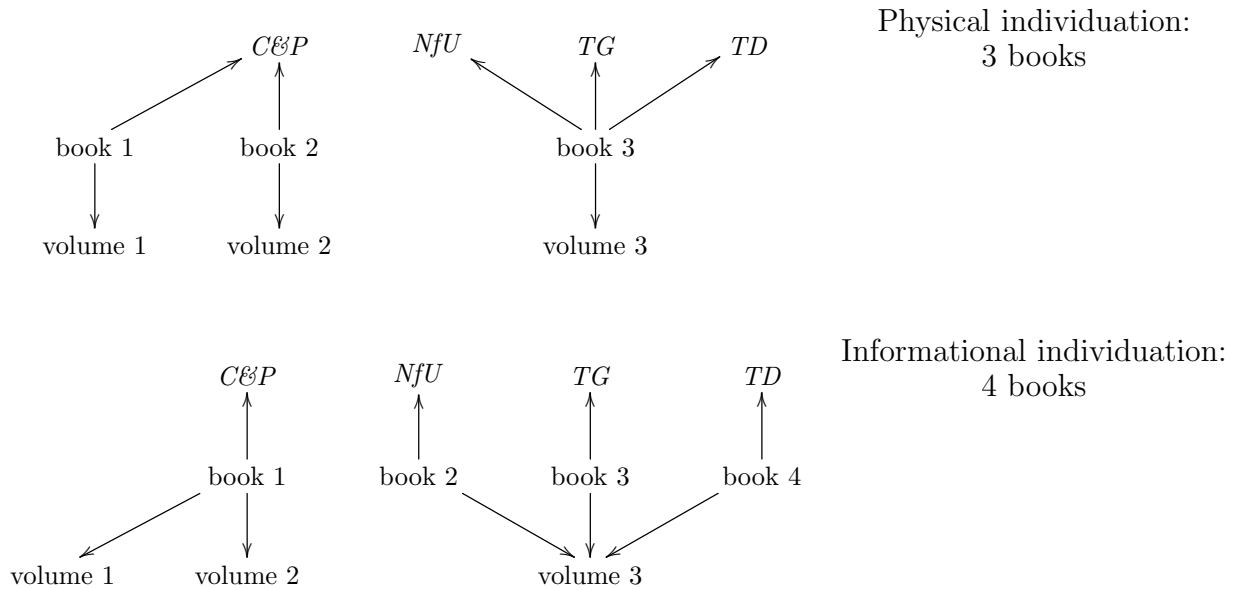 Physical individuation:
3 books
C&P NfU TG TD
book 1 book 2 book 3
volume 1 volume 2 volume 3
Informational individuation:
4 books
C&P NfU TG TD
book 1 book 2 book 3 book 4
volume 1 volume 2 volume 3